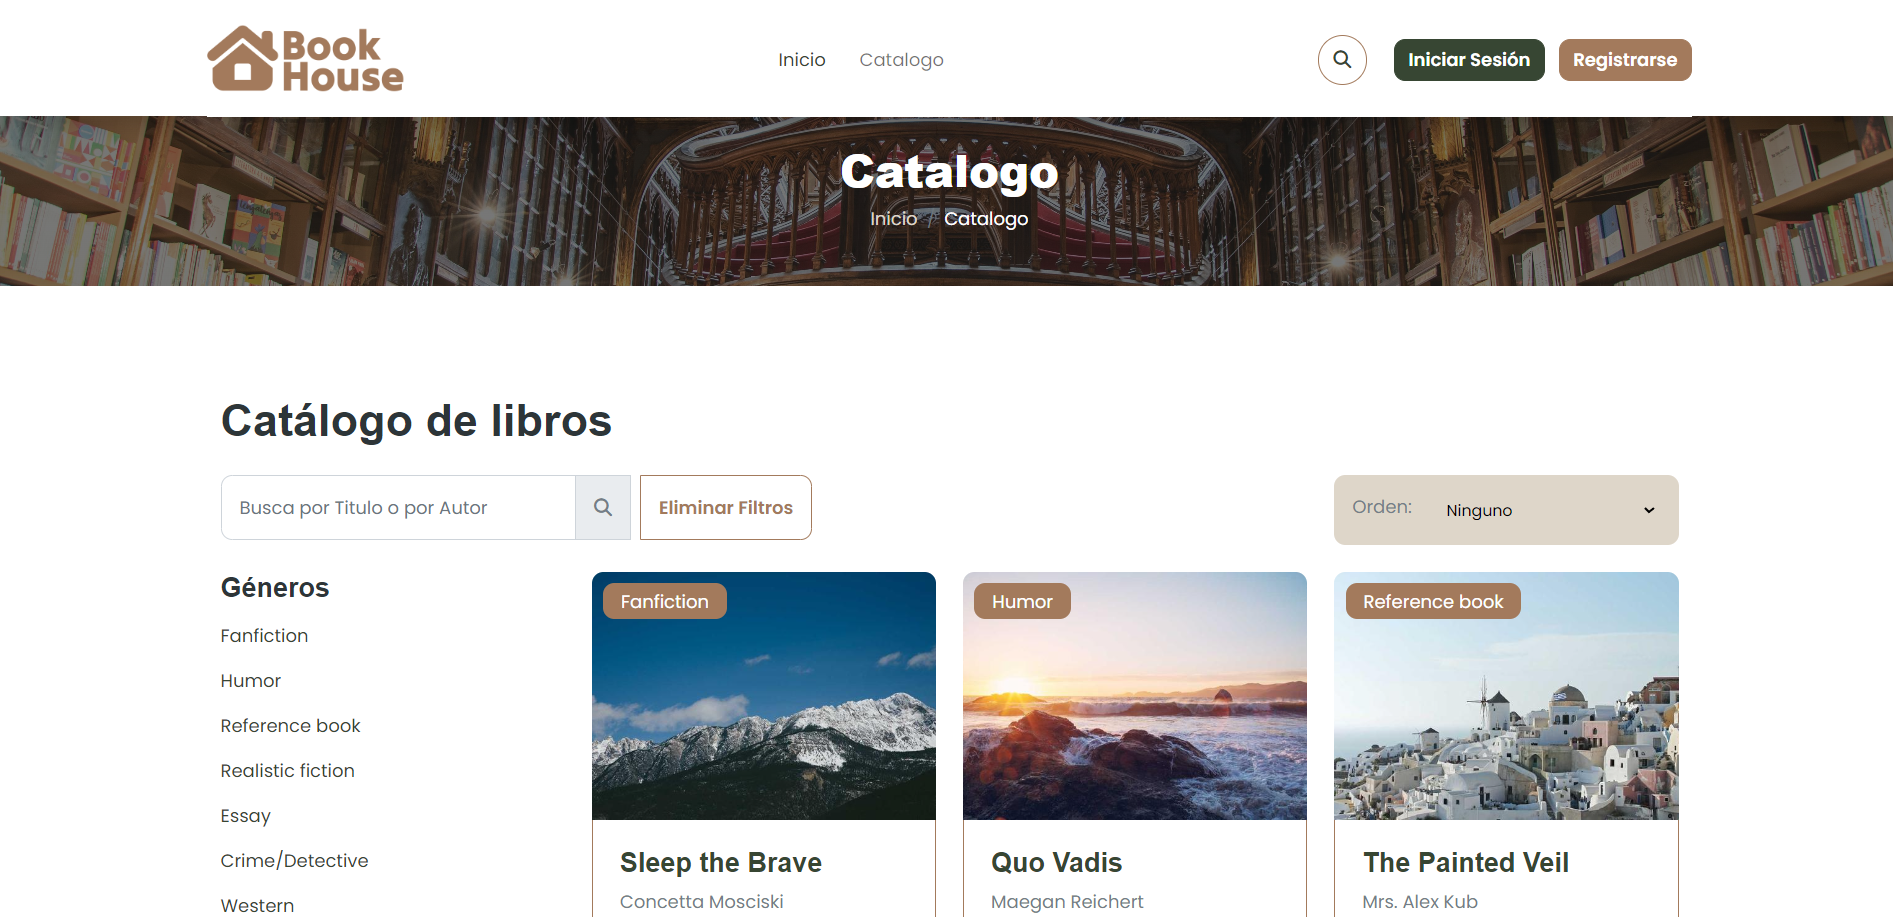 Book
House
Inicio
Catalogo
Iniciar Sesión
Registrarse
Catalogo
Inicio / Catalogo
Catálogo de libros
Busca por Titulo o por Autor
Eliminar Filtros
Orden:
Ninguno
Géneros
Fanfiction
Humor
Reference book
Realistic fiction
Essay
Crime/Detective
Western
Fanfiction
Sleep the Brave
Concetta Mosciski
Humor
Quo Vadis
Maegan Reichert
Reference book
The Painted Veil
Mrs. Alex Kub